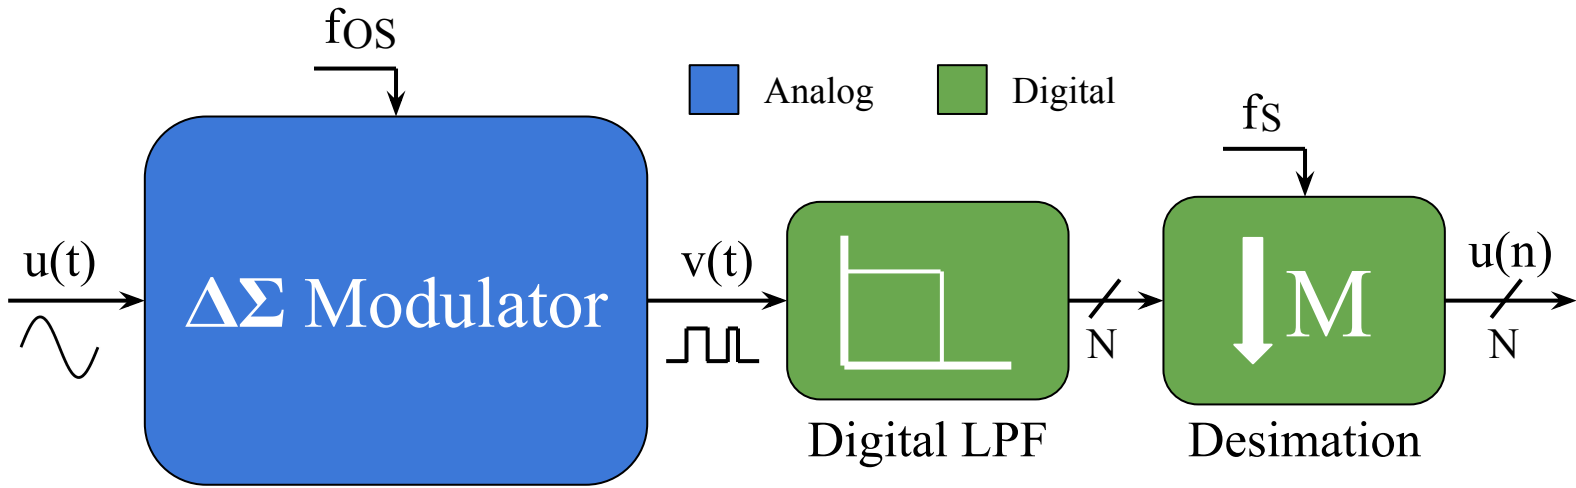 fOS
Analog
Digital
fS
u(t)
ΔΣ Modulator
v(t)
N
M
u(n)
N
Digital LPF
Desimation